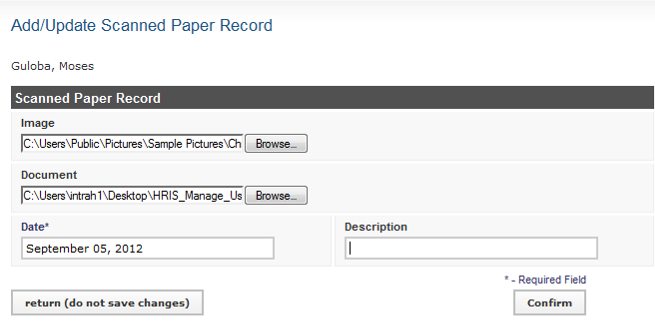 Add/Update Scanned Paper Record
Guloba, Moses
Scanned Paper Record
Image
C:\Users\Public\Pictures\Sample Pictures\Ch Browse...
Document
C:\Users\intrah1\Desktop\HRIS_Manage_Us Browse...
Date* Description
September 05, 2012
* - Required Field
return (do not save changes) Confirm